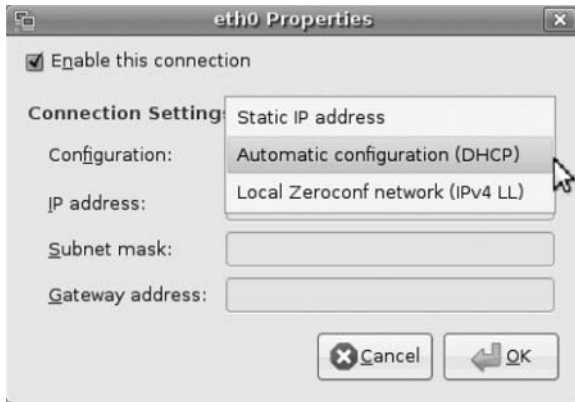 eth0 Properties
Enable this connection
Connection Setting
Static IP address
Configuration:
Automatic configuration (DHCP)
Local Zeroconf network (IPv4 LL)
IP address:
Subnet mask:
Gateway address:
Cancel
OK